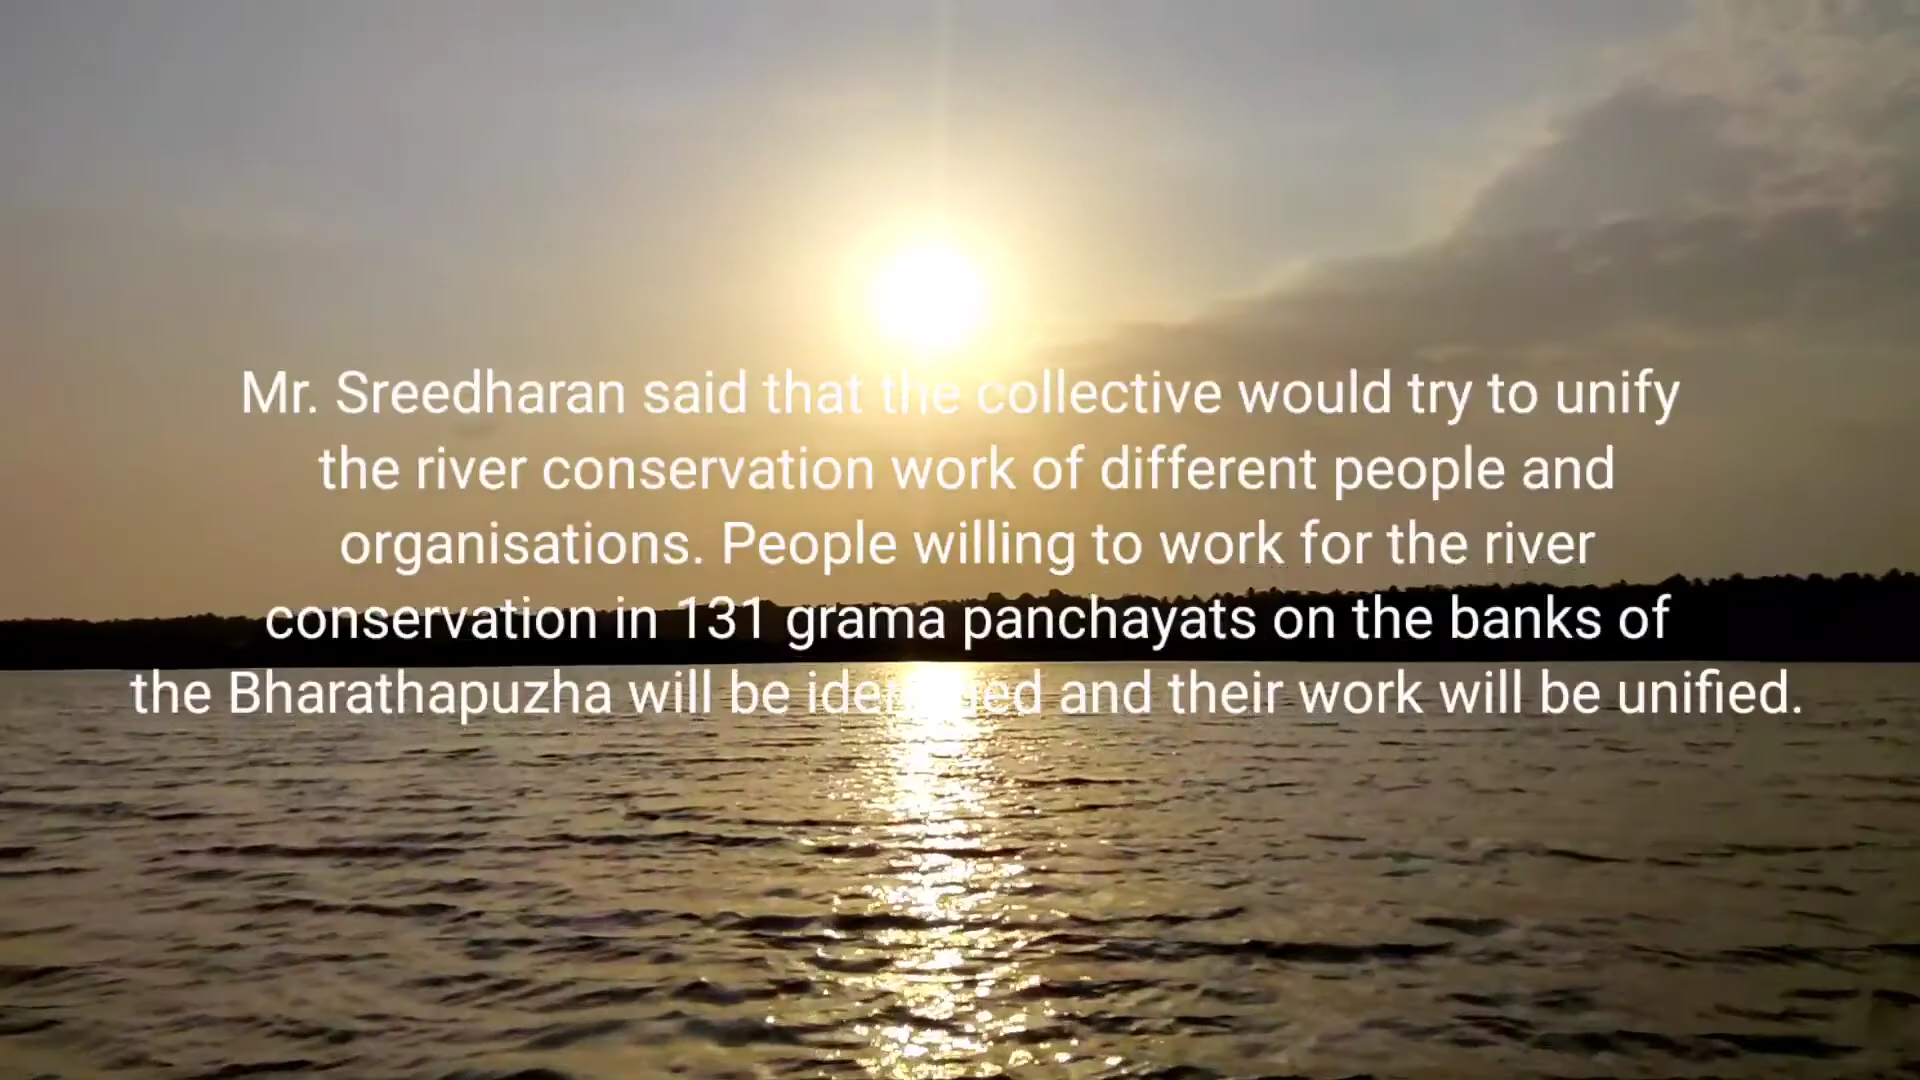 Mr. Sreedharan said that the collective would try to unify
the river conservation work of different people and
organisations. People willing to work for the river
conservation in 131 grama panchayats on the banks of
the Bharathapuzha will be identified and their work will be unified.